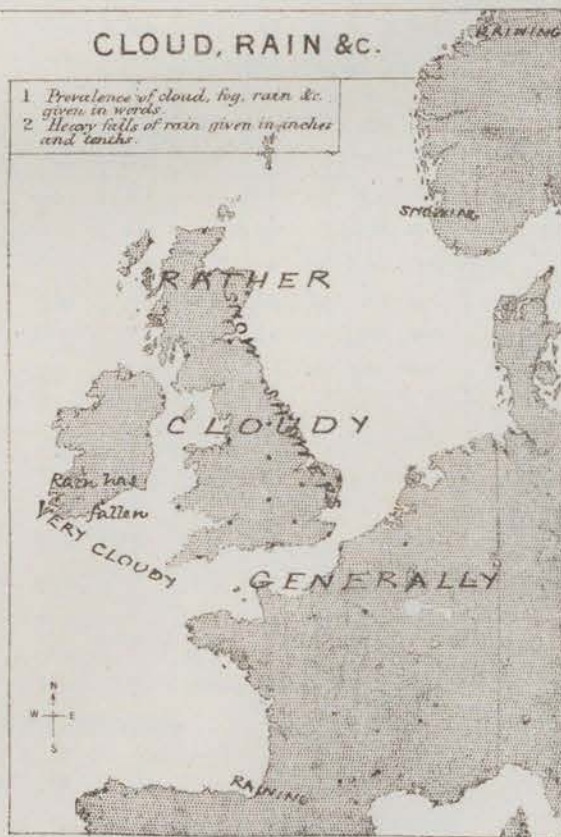 CLOUD, RAIN &c.
1 Prevalence of cloud, fog, rain &c.
given in words
2 Heavy falls of rain given in inches
and tenths.
RAINING
SNOWING
RATHER
SNOW SHOWERS
CLOUDY
Rain has
fallen
VERY CLOUDY
GENERALLY
N
W E
S
RAINING